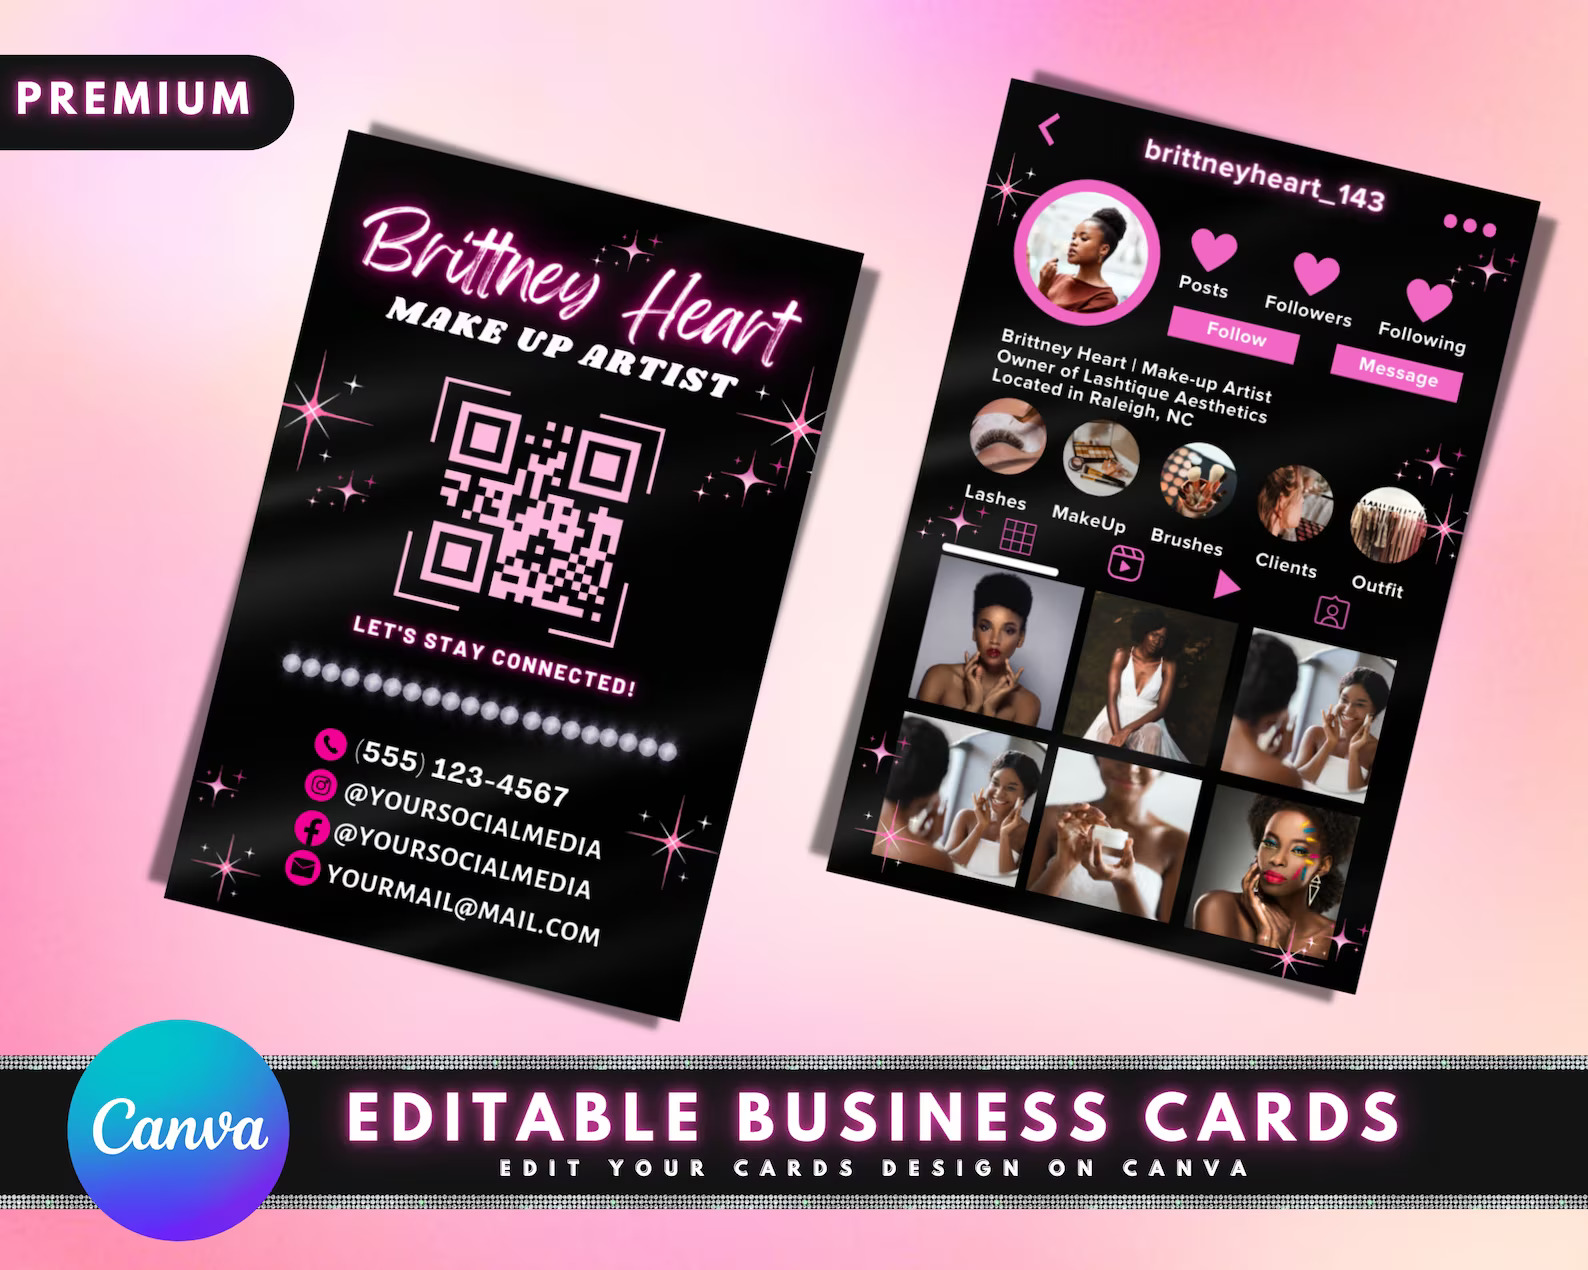 PREMIUM
Brittney Heart
MAKE UP ARTIST
LET'S STAY CONNECTED!
(555) 123-4567
@YOURSOCIALMEDIA
@YOURSOCIALMEDIA
YOURMAIL@MAIL.COM
brittneyheart_143
Posts
Followers
Following
Follow
Message
Brittney Heart | Make-up Artist
Owner of Lashtique Aesthetics
Located in Raleigh, NC
Lashes
MakeUp
Brushes
Clients
Outfit
Canva
EDITABLE BUSINESS CARDS
EDIT YOUR CARDS DESIGN ON CANVA